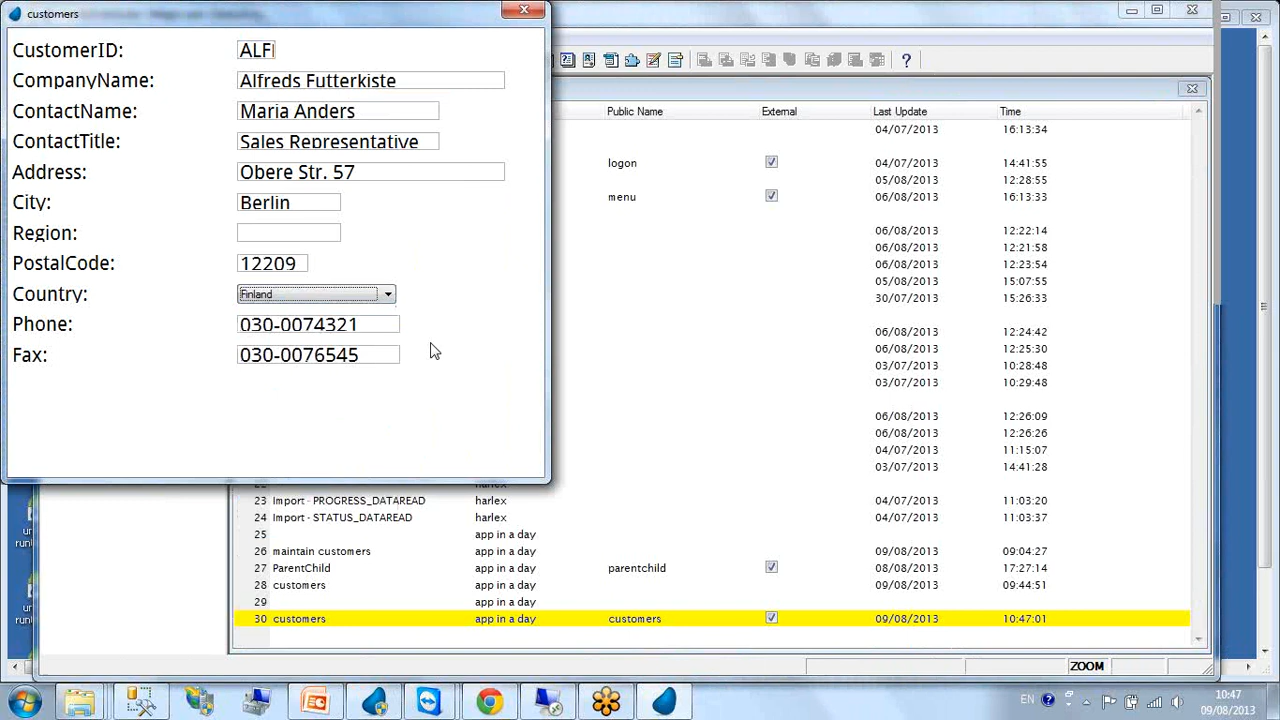 customers
CustomerID: ALFI
CompanyName: Alfreds Futterkiste
ContactName: Maria Anders
ContactTitle: Sales Representative
Address: Obere Str. 57
City: Berlin
Region:
PostalCode: 12209
Country: Finland
Phone: 030-0074321
Fax: 030-0076545
Public Name External Last Update Time
04/07/2013 16:13:34
logon 04/07/2013 14:41:55
05/08/2013 12:28:55
menu 06/08/2013 16:13:33
06/08/2013 12:22:14
06/08/2013 12:21:58
06/08/2013 12:23:54
05/08/2013 15:07:55
30/07/2013 15:26:33
06/08/2013 12:24:42
06/08/2013 12:25:30
03/07/2013 10:28:48
03/07/2013 10:29:48
06/08/2013 12:26:09
06/08/2013 12:26:26
04/07/2013 11:15:07
03/07/2013 14:41:28
23 Import - PROGRESS_DATAREAD harlex 04/07/2013 11:03:20
24 Import - STATUS_DATAREAD harlex 04/07/2013 11:03:37
25 app in a day
26 maintain customers app in a day 09/08/2013 09:04:27
27 ParentChild app in a day parentchild 08/08/2013 17:27:14
28 customers app in a day 09/08/2013 09:44:51
29 app in a day
30 customers app in a day customers 09/08/2013 10:47:01
ZOOM
EN
10:47
09/08/2013